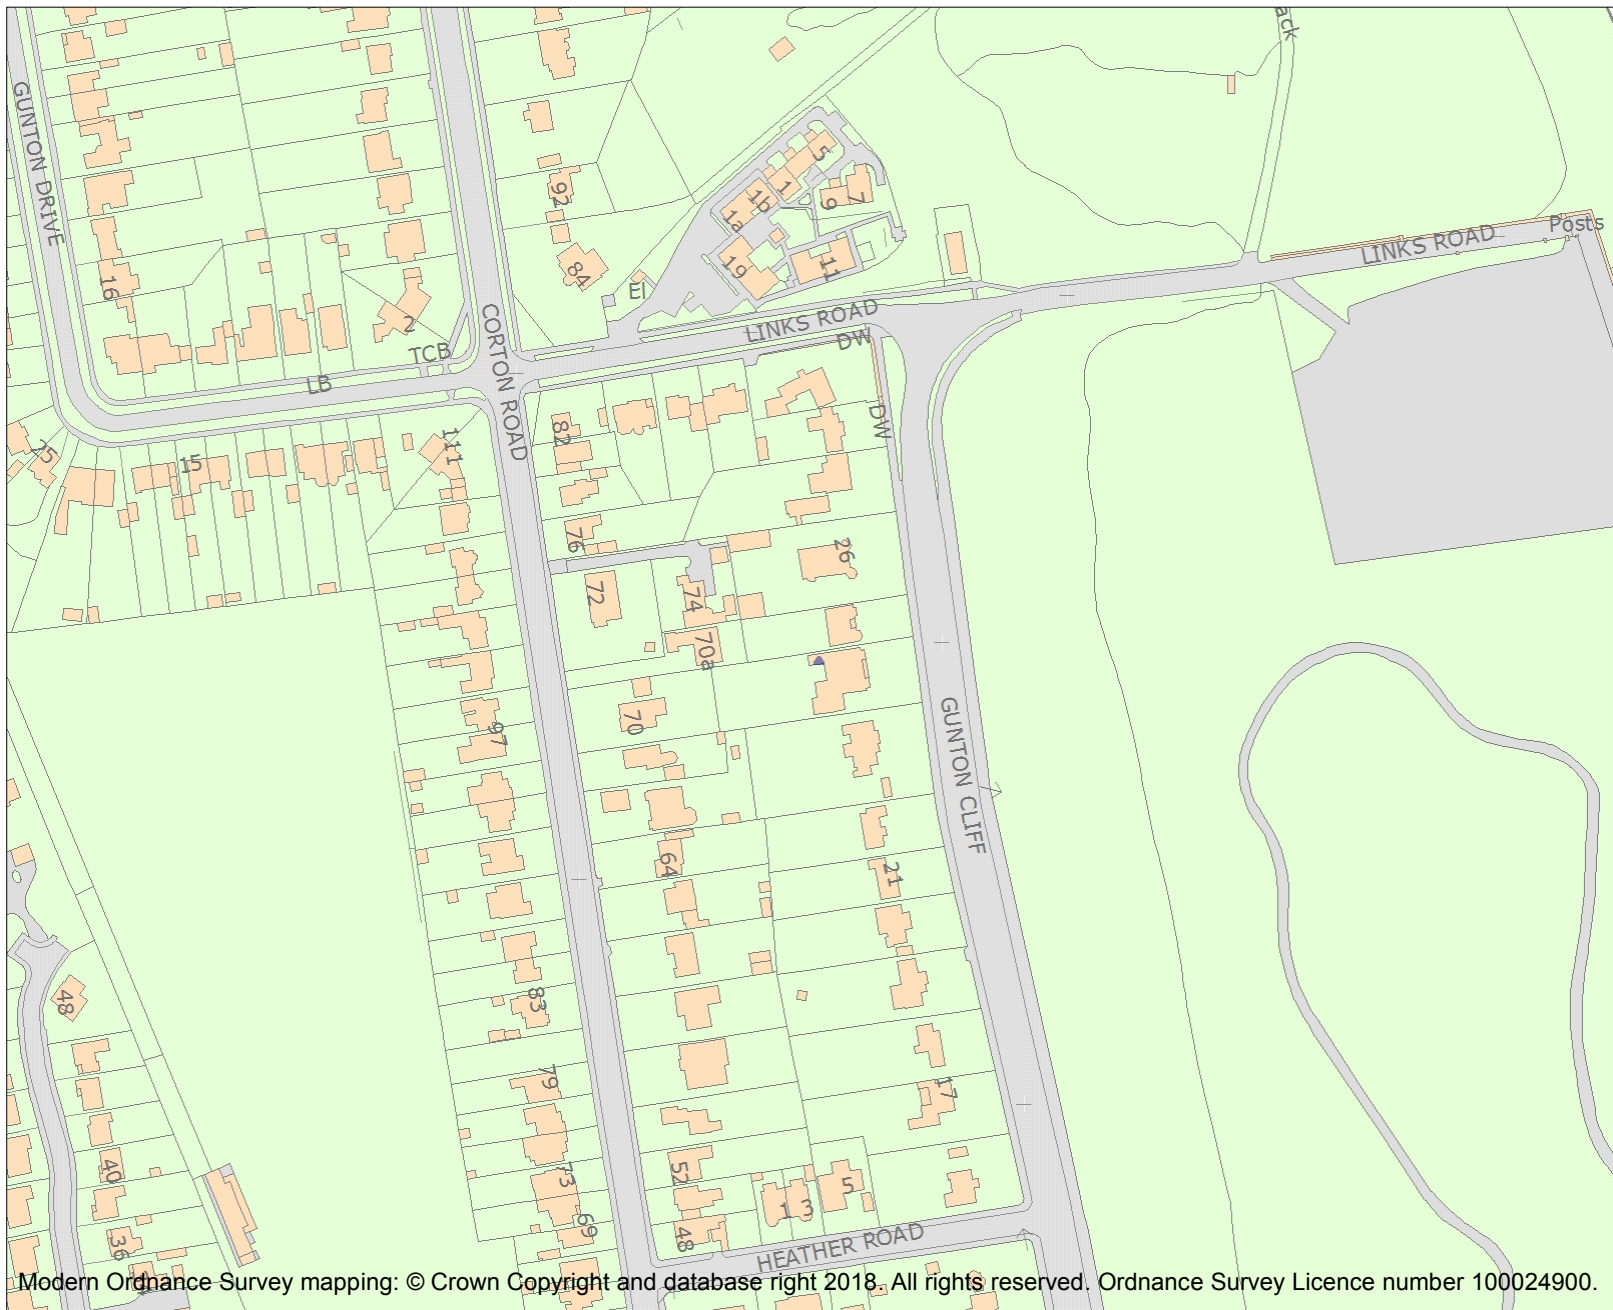 ack
GUNTON DRIVE
5
1
7
1b
9
92
1a
Posts
LINKS ROAD
19
11
84
16
El
LINKS ROAD
2
CORTON ROAD
DW
TCB
LB
DW
82
111
25
15
76
26
72
74
70a
70
97
GUNTON CLIFF
64
21
83
48
79
17
40
52
73
5
1
3
69
48
36
HEATHER ROAD
Modern Ordnance Survey mapping: © Crown Copyright and database right 2018. All rights reserved. Ordnance Survey Licence number 100024900.